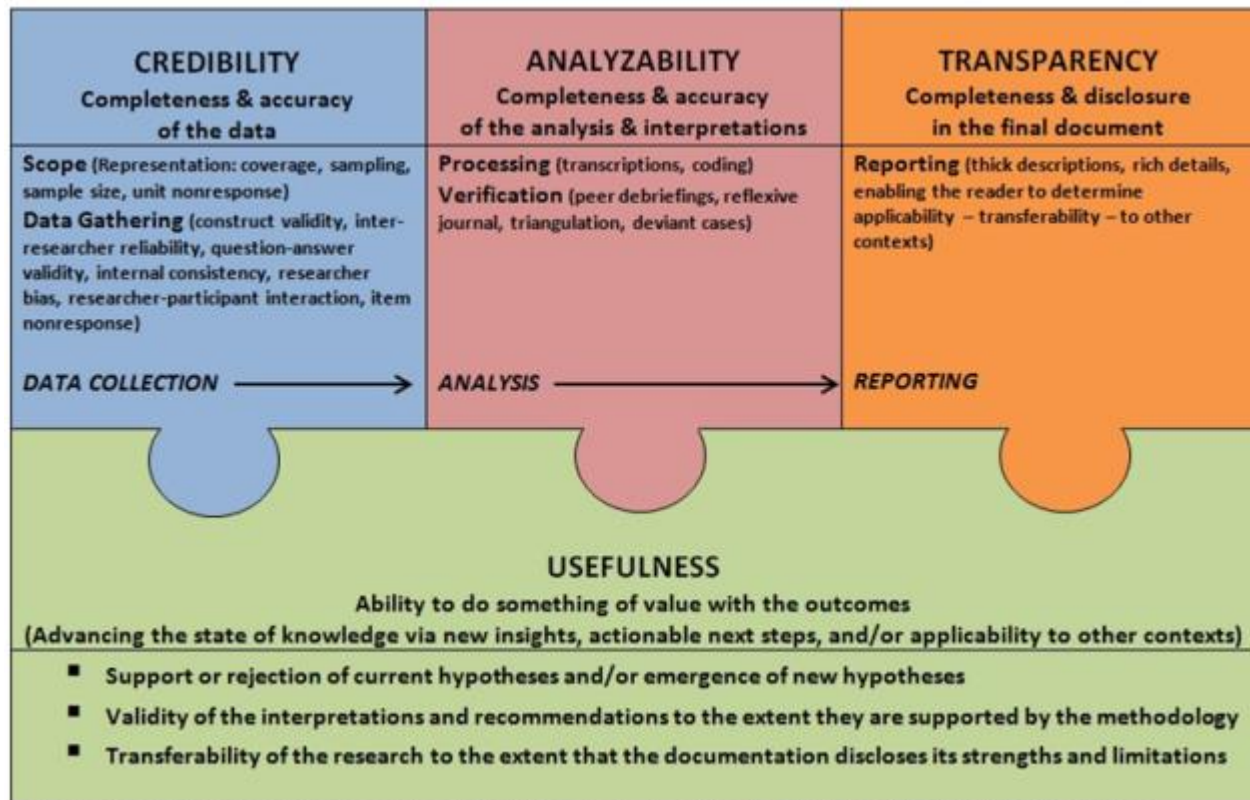 CREDIBILITY
Completeness & accuracy
of the data
Scope (Representation: coverage, sampling,
sample size, unit nonresponse)
Data Gathering (construct validity, inter-
researcher reliability, question-answer
validity, internal consistency, researcher
bias, researcher-participant interaction, item
nonresponse)
DATA COLLECTION
ANALYZABILITY
Completeness & accuracy
of the analysis & interpretations
Processing (transcriptions, coding)
Verification (peer debriefings, reflexive
journal, triangulation, deviant cases)
ANALYSIS
TRANSPARENCY
Completeness & disclosure
in the final document
Reporting (thick descriptions, rich details,
enabling the reader to determine
applicability – transferability – to other
contexts)
REPORTING
USEFULNESS
Ability to do something of value with the outcomes
(Advancing the state of knowledge via new insights, actionable next steps, and/or applicability to other contexts)
▪ Support or rejection of current hypotheses and/or emergence of new hypotheses
▪ Validity of the interpretations and recommendations to the extent they are supported by the methodology
▪ Transferability of the research to the extent that the documentation discloses its strengths and limitations